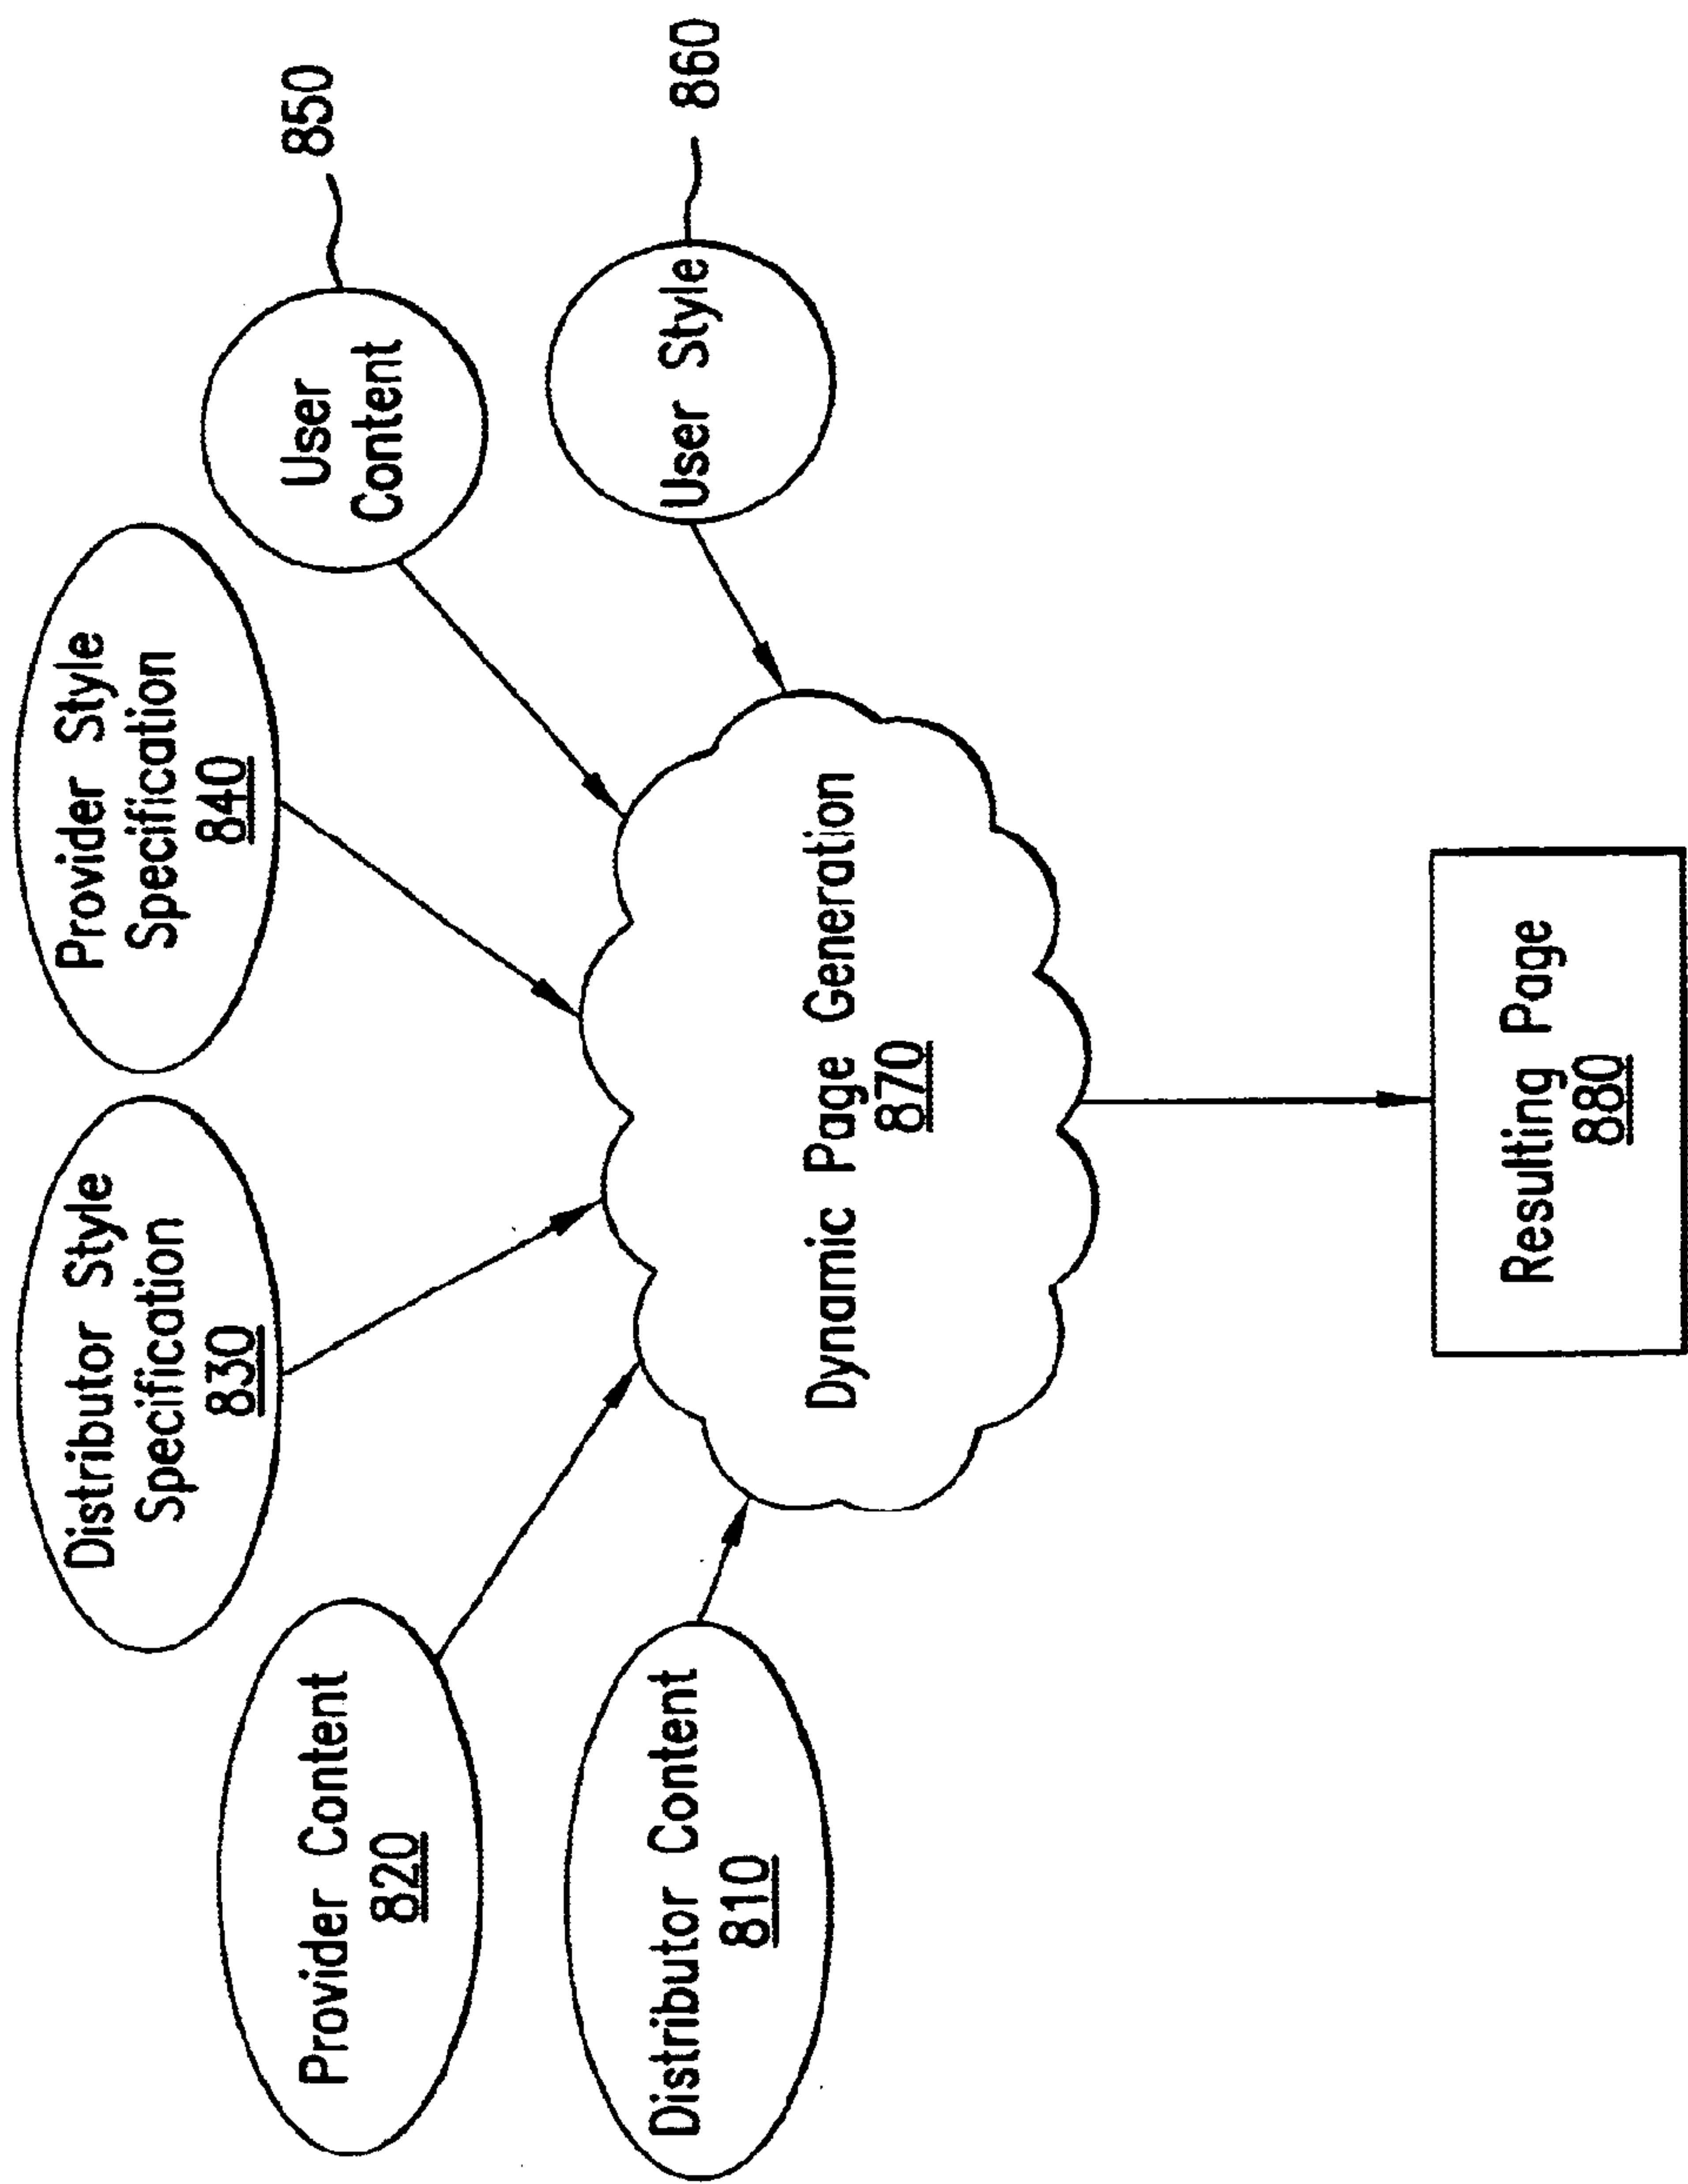 Distributor Content
810
Provider Content
820
Distributor Style
Specification
830
Provider Style
Specification
840
User
Content
850
User Style
860
Dynamic Page Generation
870
Resulting Page
880